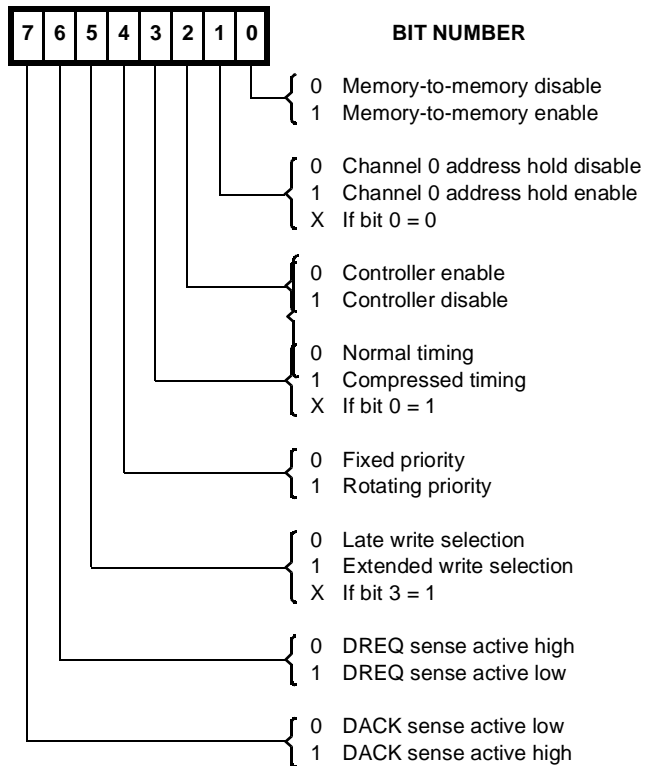 7 6 5 4 3 2 1 0 BIT NUMBER
0 Memory-to-memory disable
1 Memory-to-memory enable
0 Channel 0 address hold disable
1 Channel 0 address hold enable
X If bit 0 = 0
0 Controller enable
1 Controller disable
0 Normal timing
1 Compressed timing
X If bit 0 = 1
0 Fixed priority
1 Rotating priority
0 Late write selection
1 Extended write selection
X If bit 3 = 1
0 DREQ sense active high
1 DREQ sense active low
0 DACK sense active low
1 DACK sense active high